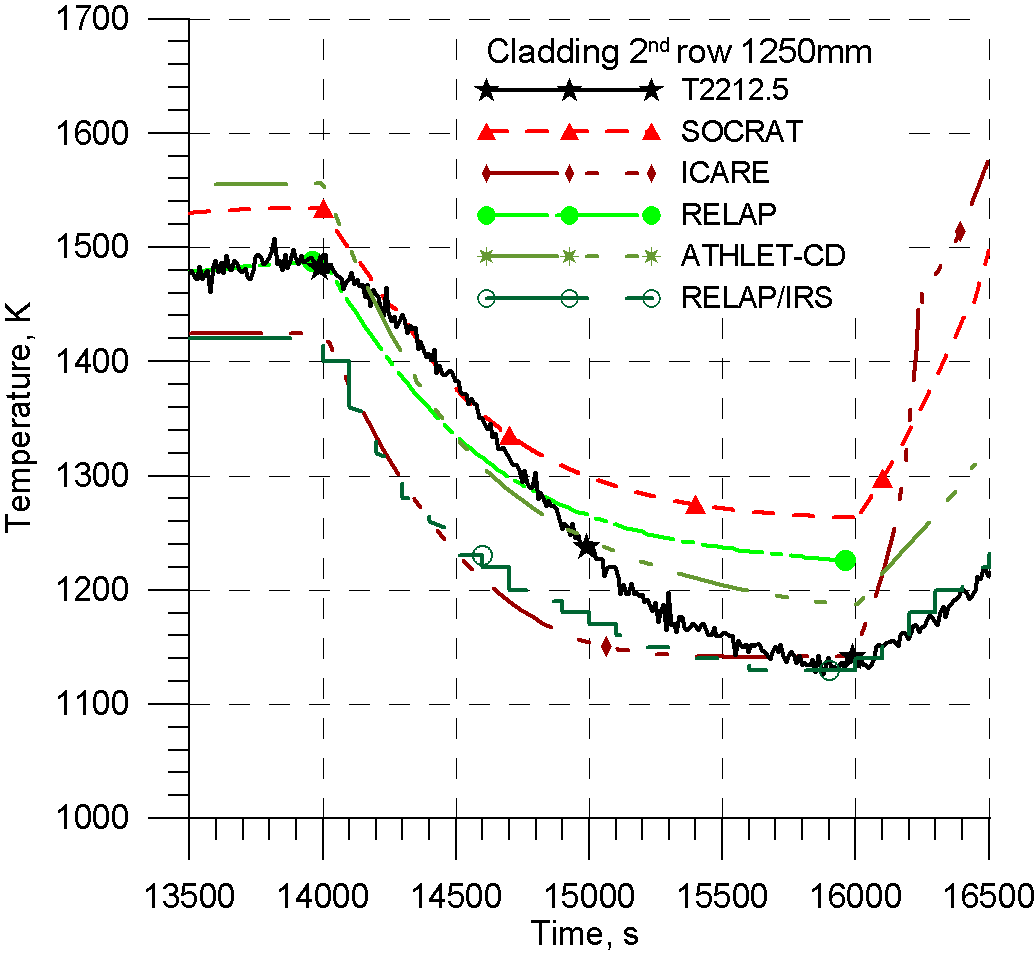 1700
1600
1500
1400
1300
1200
1100
1000
Temperature, K
Cladding 2nd row 1250mm
T2212.5
SOCRAT
ICARE
RELAP
ATHLET-CD
RELAP/IRS
13500 14000 14500 15000 15500 16000 16500
Time, s